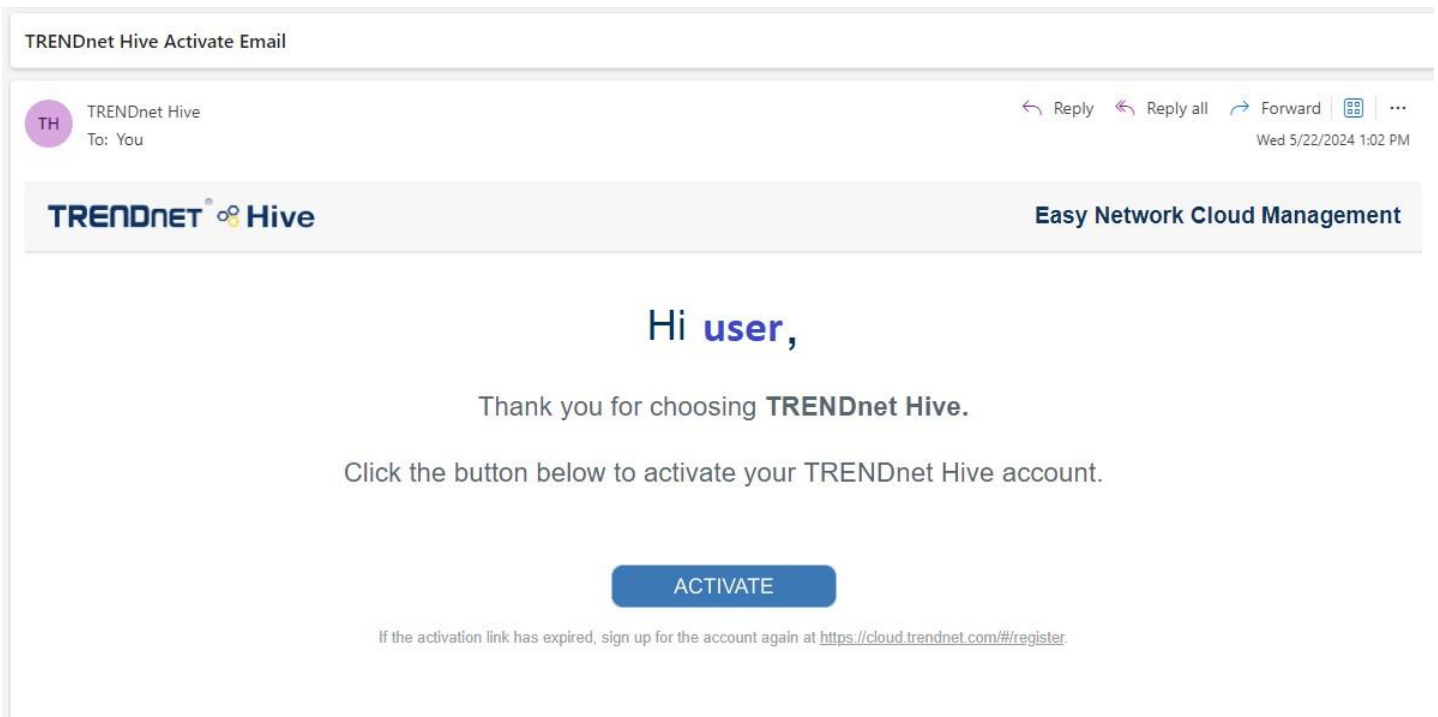 TRENDnet Hive Activate Email
TH
TRENDnet Hive
To: You
Reply Reply all Forward ...
Wed 5/22/2024 1:02 PM
TRENDNET® Hive
Easy Network Cloud Management
Hi user,
Thank you for choosing TRENDnet Hive.
Click the button below to activate your TRENDnet Hive account.
ACTIVATE
If the activation link has expired, sign up for the account again at https://cloud.trendnet.com/#/register.